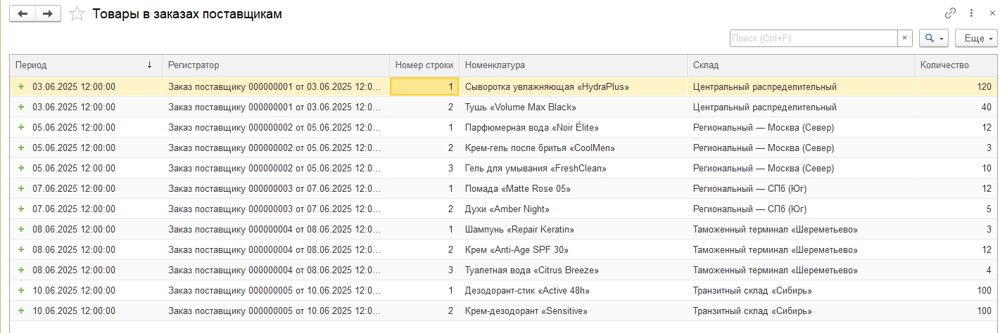 Товары в заказах поставщикам
Поиск (Ctrl+F) × Еще
Период ↓ Регистратор Номер строки Номенклатура Склад Количество
03.06.2025 12:00:00 Заказ поставщику 000000001 от 03.06.2025 12:0... 1 Сыворотка увлажняющая «HydraPlus» Центральный распределительный 120
03.06.2025 12:00:00 Заказ поставщику 000000001 от 03.06.2025 12:0... 2 Тушь «Volume Max Black» Центральный распределительный 40
05.06.2025 12:00:00 Заказ поставщику 000000002 от 05.06.2025 12:0... 1 Парфюмерная вода «Noir Élite» Региональный — Москва (Север) 12
05.06.2025 12:00:00 Заказ поставщику 000000002 от 05.06.2025 12:0... 2 Крем-гель после бритья «CoolMen» Региональный — Москва (Север) 3
05.06.2025 12:00:00 Заказ поставщику 000000002 от 05.06.2025 12:0... 3 Гель для умывания «FreshClean» Региональный — Москва (Север) 10
07.06.2025 12:00:00 Заказ поставщику 000000003 от 07.06.2025 12:0... 1 Помада «Matte Rose 05» Региональный — СПб (Юг) 12
07.06.2025 12:00:00 Заказ поставщику 000000003 от 07.06.2025 12:0... 2 Духи «Amber Night» Региональный — СПб (Юг) 5
08.06.2025 12:00:00 Заказ поставщику 000000004 от 08.06.2025 12:0... 1 Шампунь «Repair Keratin» Таможенный терминал «Шереметьево» 3
08.06.2025 12:00:00 Заказ поставщику 000000004 от 08.06.2025 12:0... 2 Крем «Anti-Age SPF 30» Таможенный терминал «Шереметьево» 12
08.06.2025 12:00:00 Заказ поставщику 000000004 от 08.06.2025 12:0... 3 Туалетная вода «Citrus Breeze» Таможенный терминал «Шереметьево» 4
10.06.2025 12:00:00 Заказ поставщику 000000005 от 10.06.2025 12:0... 1 Дезодорант-стик «Active 48h» Транзитный склад «Сибирь» 100
10.06.2025 12:00:00 Заказ поставщику 000000005 от 10.06.2025 12:0... 2 Крем-дезодорант «Sensitive» Транзитный склад «Сибирь» 100